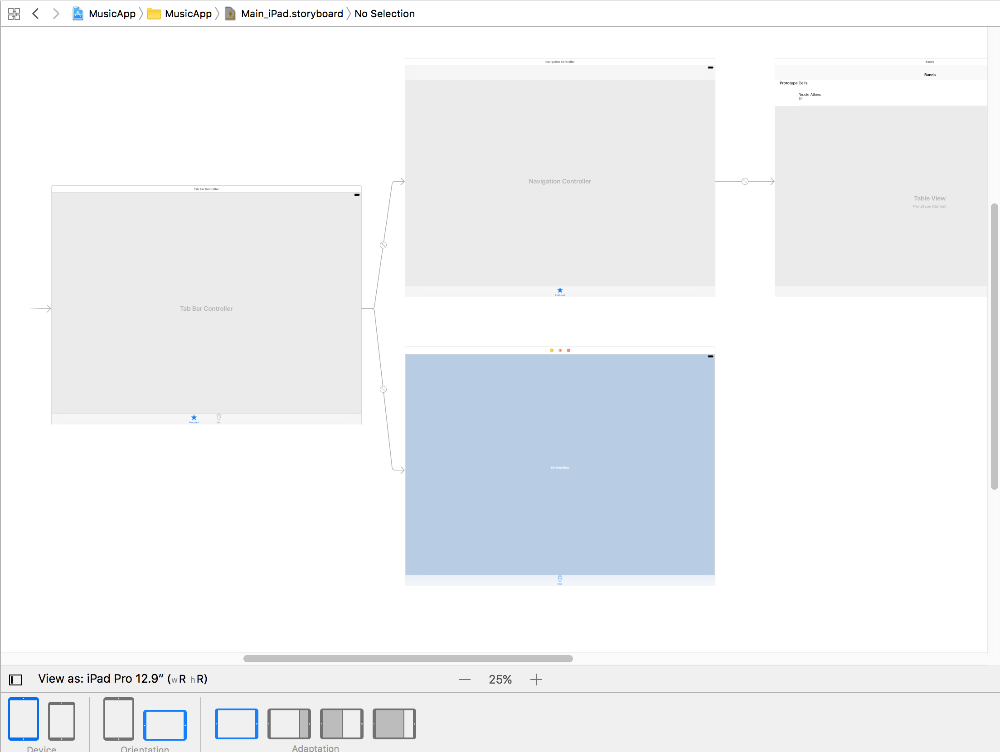 MusicApp MusicApp Main_iPad.storyboard No Selection
Navigation Controller
Bands
Bands
Prototype Cells
Nicole Atkins
5/1
Navigation Controller
Table View
Prototype Content
Featured
Tab Bar Controller
Tab Bar Controller
Featured
Item
MKMapView
Item
View as: iPad Pro 12.9” (wR hR)
25%
Device
Orientation
Adaptation